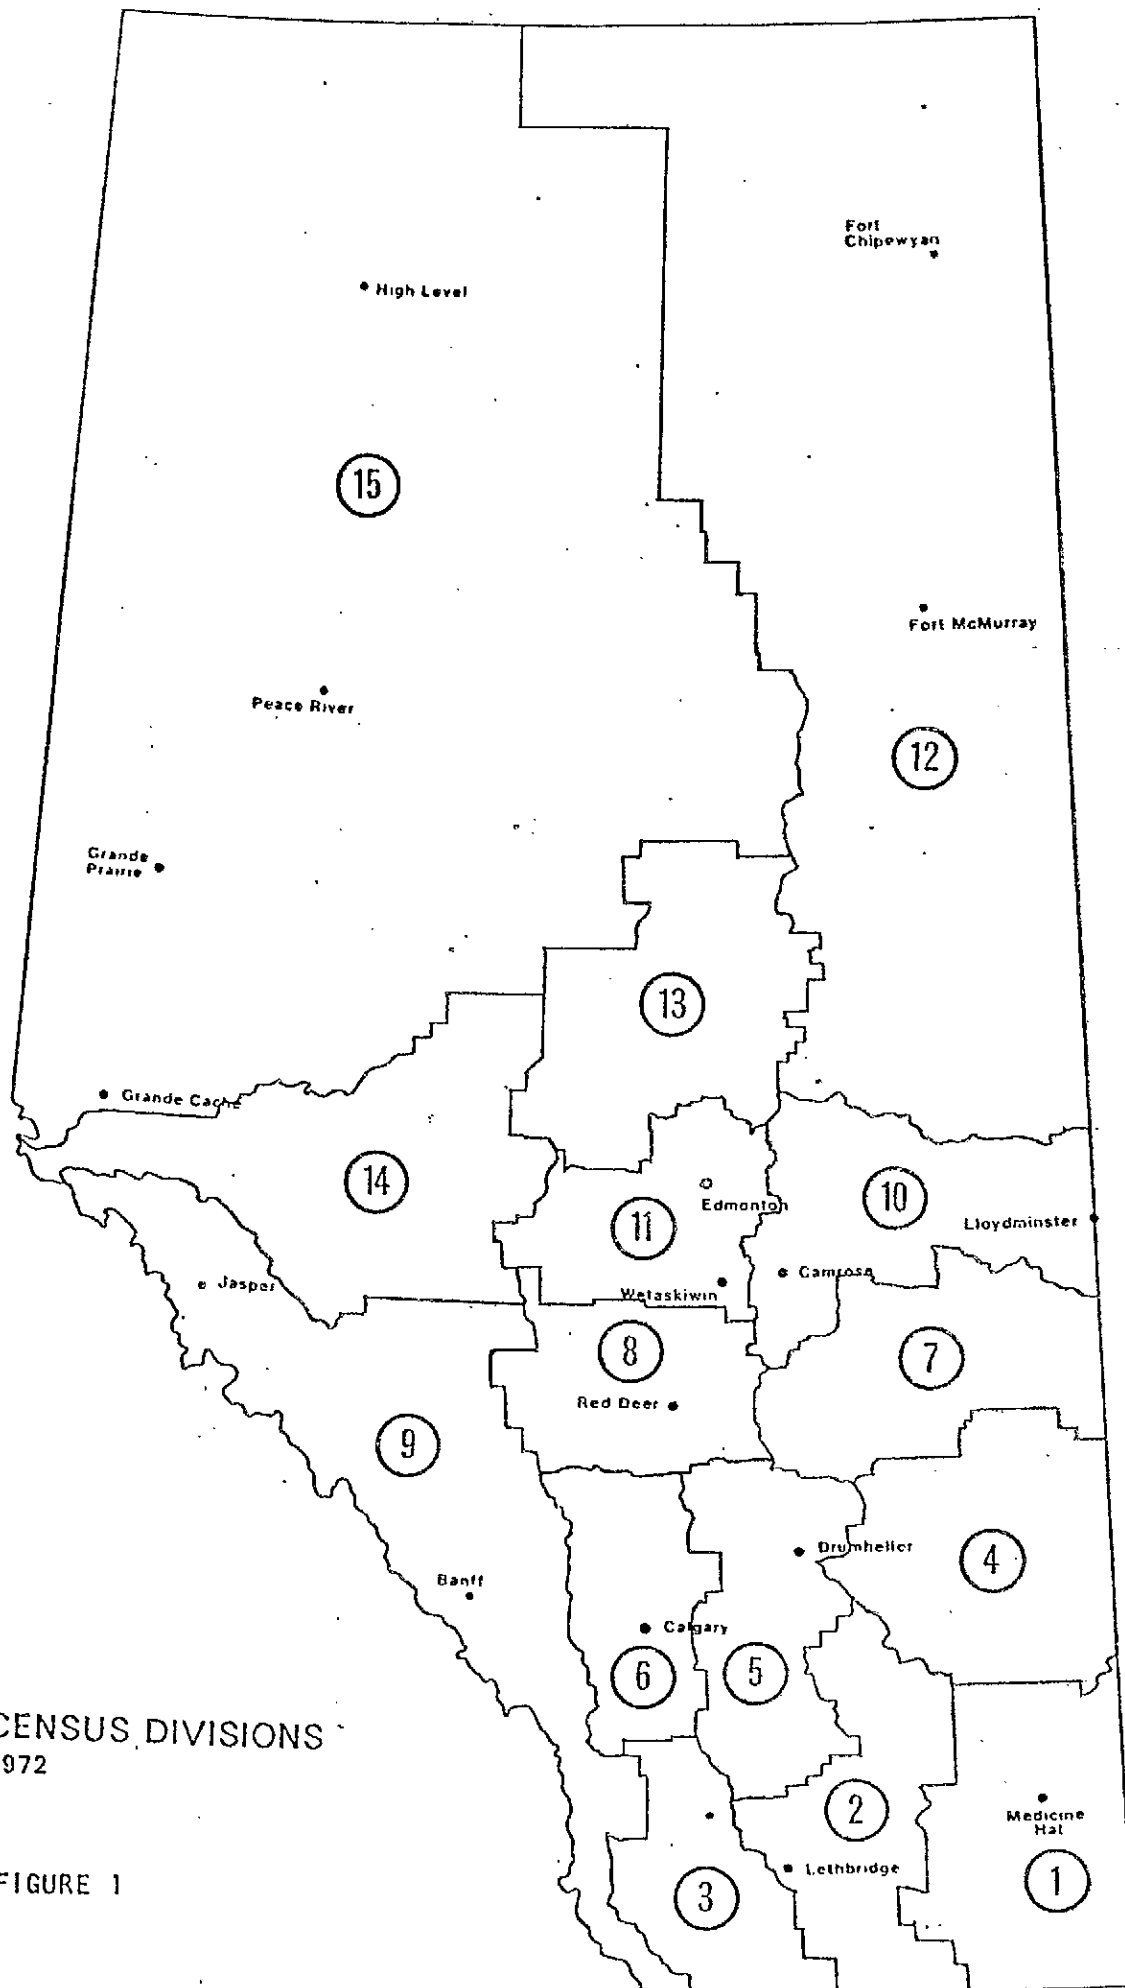 Fort
Chipewyan
High Level
15
Fort McMurray
Peace River
12
Grande
Prairie
13
Grande Cache
14
10
Edmonton
11
Lloydminster
Jasper
Camrose
Wetaskiwin
8
7
Red Deer
9
Drumheller
4
Banff
Calgary
6
5
CENSUS DIVISIONS
972
2
Medicine
Hat
Lethbridge
1
FIGURE 1
3